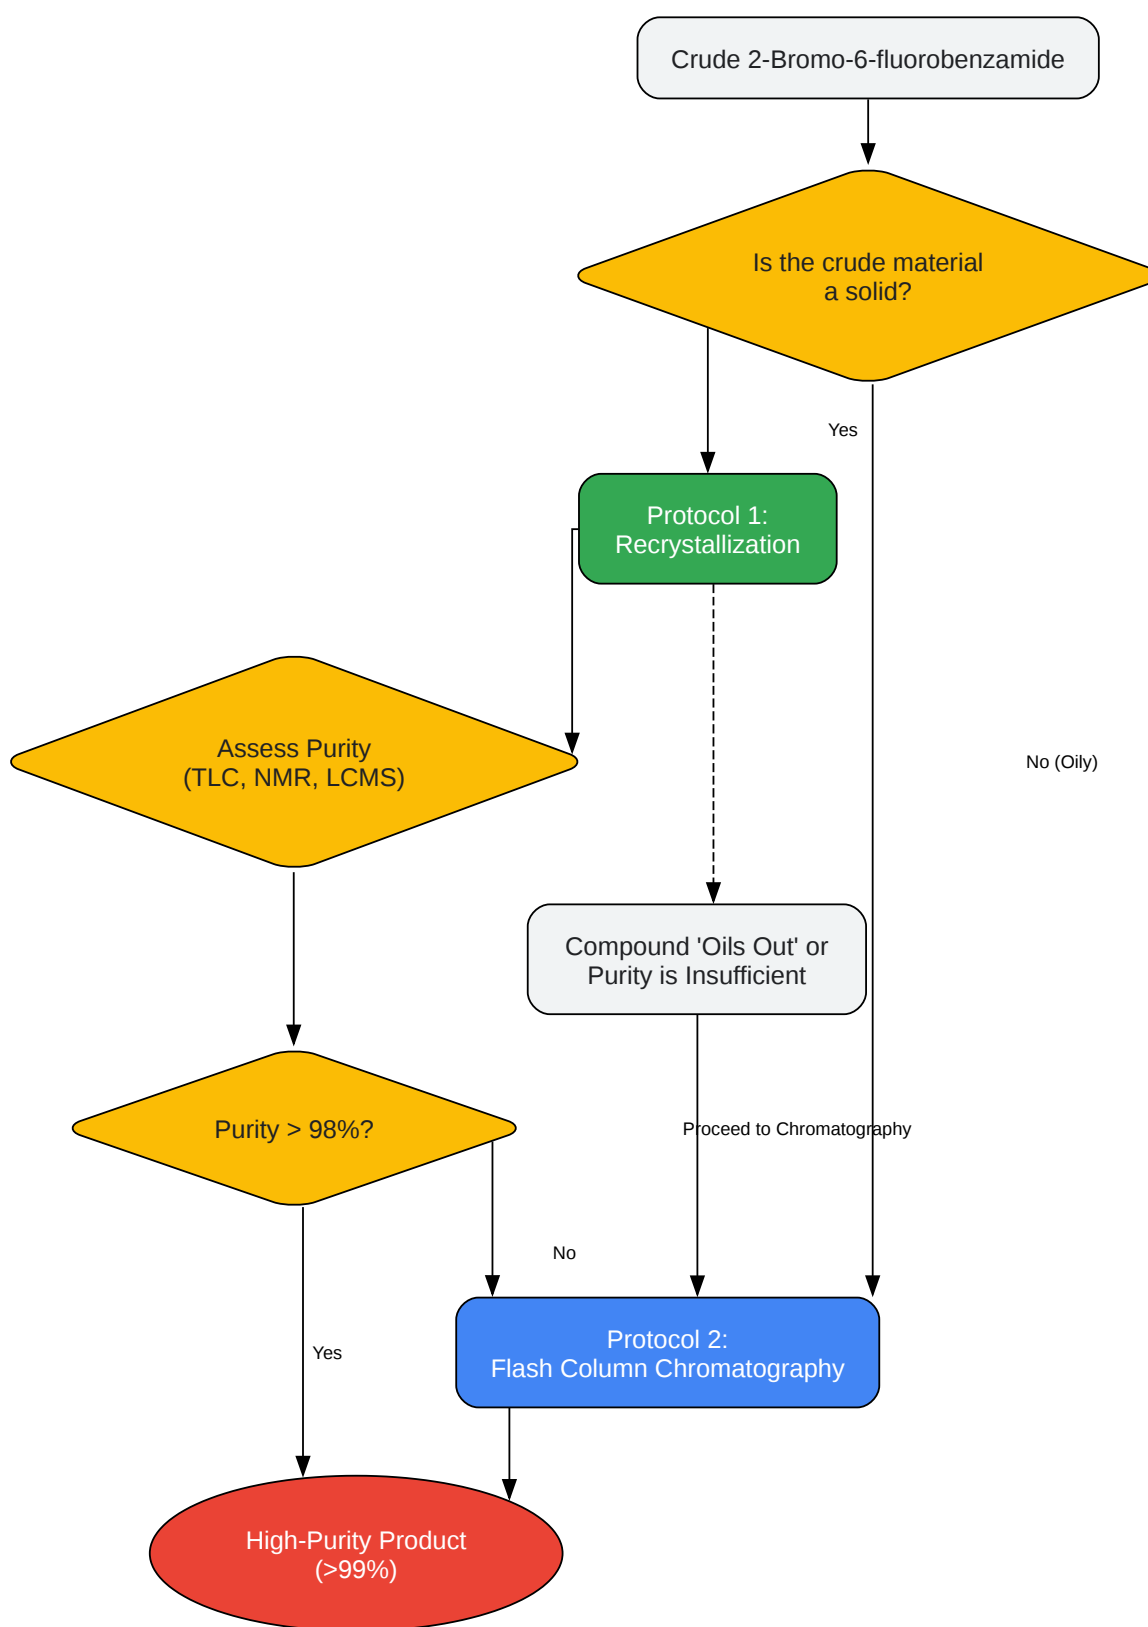 Crude 2-Bromo-6-fluorobenzamide
Is the crude material
a solid?
Yes
Protocol 1:
Recrystallization
Assess Purity
(TLC, NMR, LCMS)
No (Oily)
Compound 'Oils Out' or
Purity is Insufficient
Purity > 98%?
Proceed to Chromatography
No
Protocol 2:
Flash Column Chromatography
Yes
High-Purity Product
(>99%)